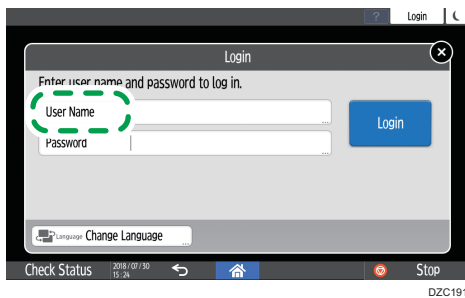 ? Login
Login
Enter user name and password to log in.
User Name ...
Login
Password ...
Language Change Language ...
Check Status 2018/07/30 15:24 Stop
DZC191